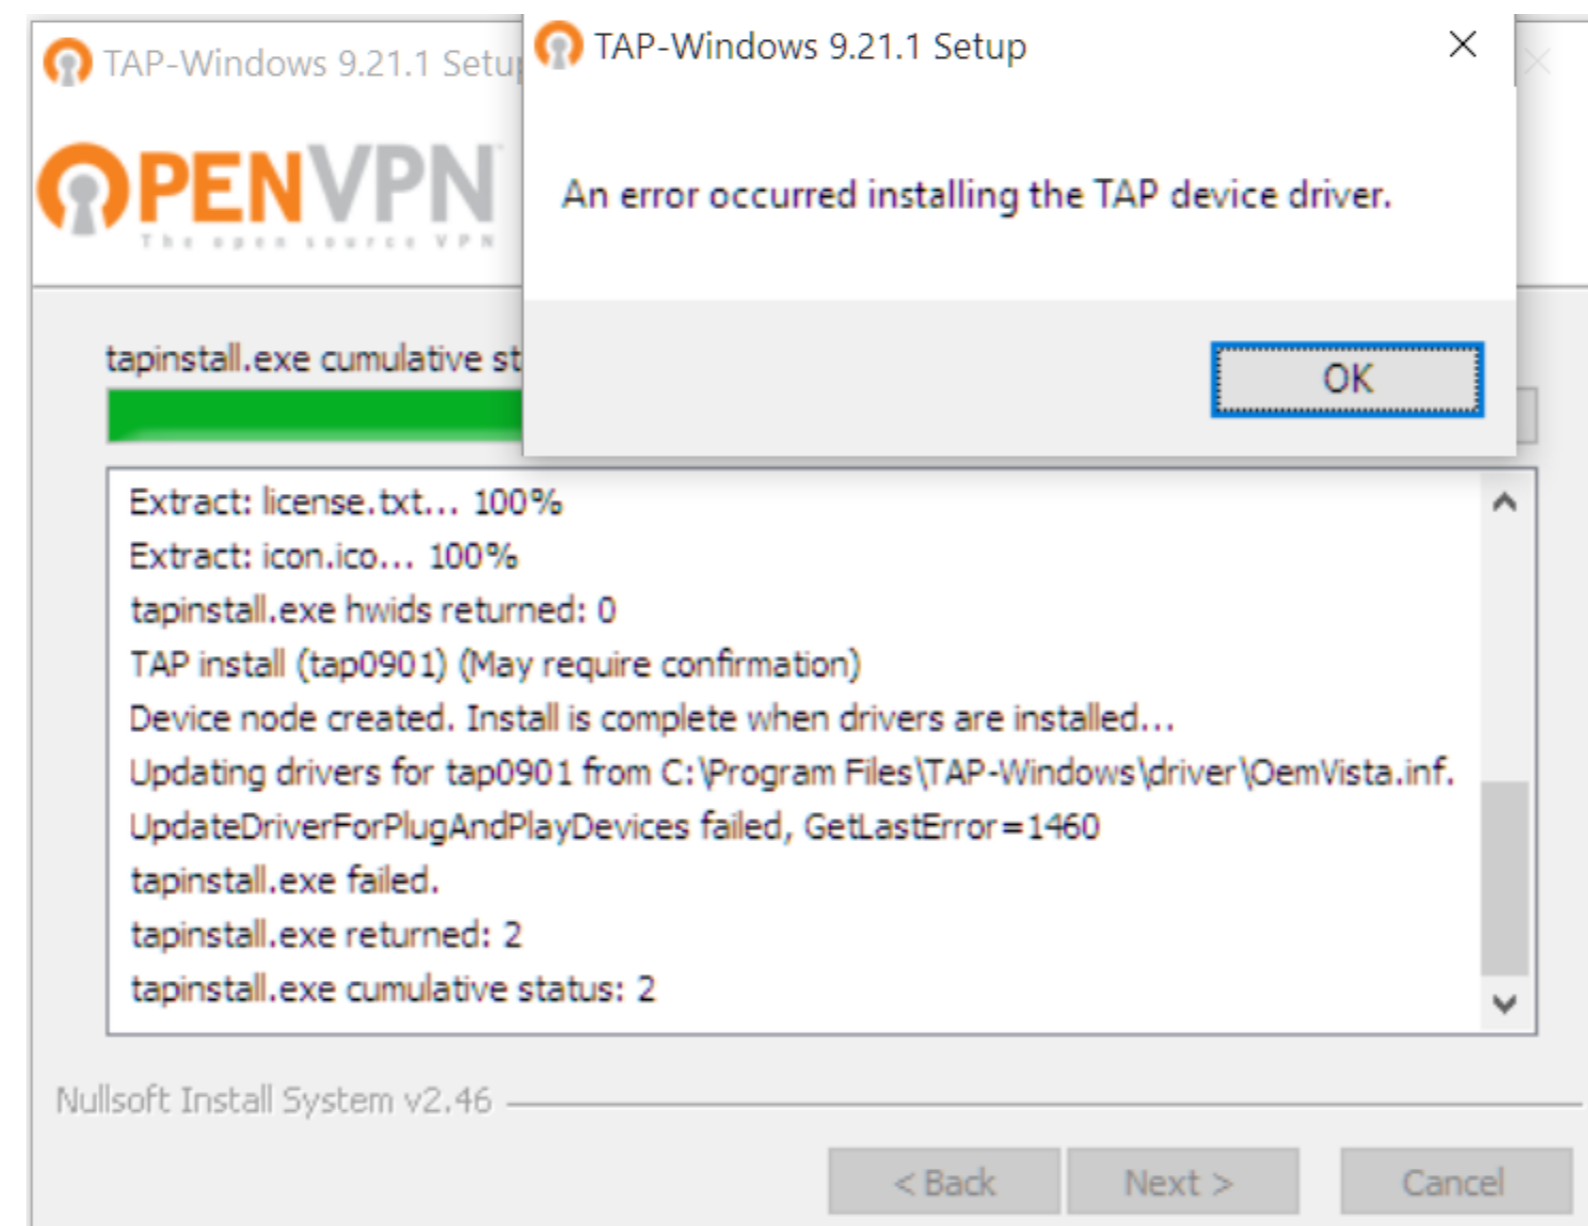 TAP-Windows 9.21.1 Setup
TAP-Windows 9.21.1 Setup
OPENVPN
The open source VPN
An error occurred installing the TAP device driver.
OK
tapinstall.exe cumulative st
Extract: license.txt... 100%
Extract: icon.ico... 100%
tapinstall.exe hwids returned: 0
TAP install (tap0901) (May require confirmation)
Device node created. Install is complete when drivers are installed...
Updating drivers for tap0901 from C:\Program Files\TAP-Windows\driver\OemVista.inf.
UpdateDriverForPlugAndPlayDevices failed, GetLastError=1460
tapinstall.exe failed.
tapinstall.exe returned: 2
tapinstall.exe cumulative status: 2
Nullsoft Install System v2.46
< Back Next > Cancel